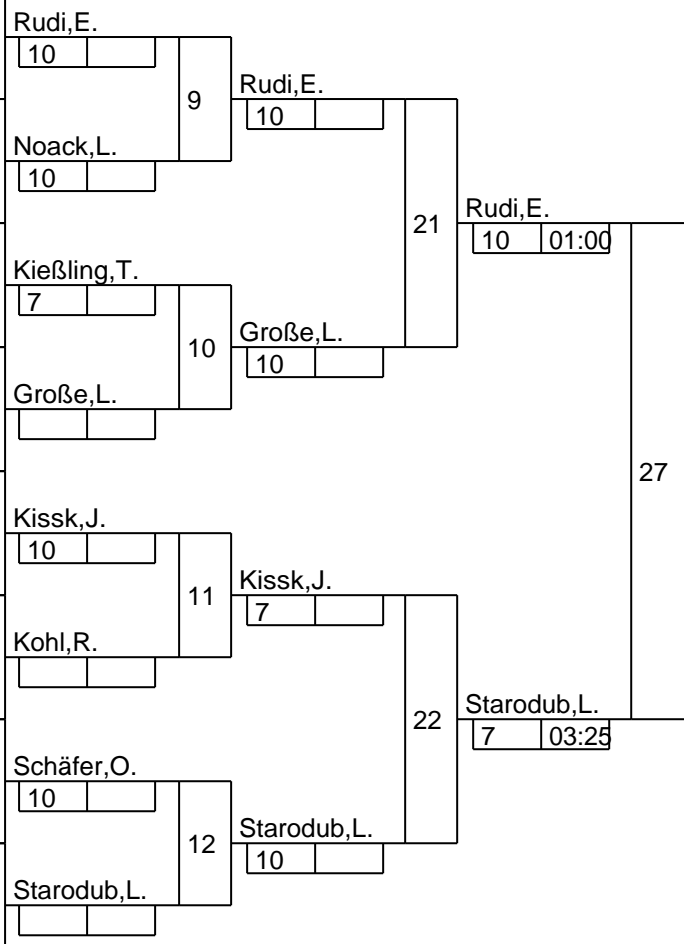 Rudi,E.
10
9
Rudi,E.
10
Noack,L.
10
21
Rudi,E.
10 01:00
Kießling,T.
7
10
Große,L.
10
Große,L.
27
Kissk,J.
10
11
Kissk,J.
7
Kohl,R.
22
Starodub,L.
7 03:25
Schäfer,O.
10
12
Starodub,L.
10
Starodub,L.